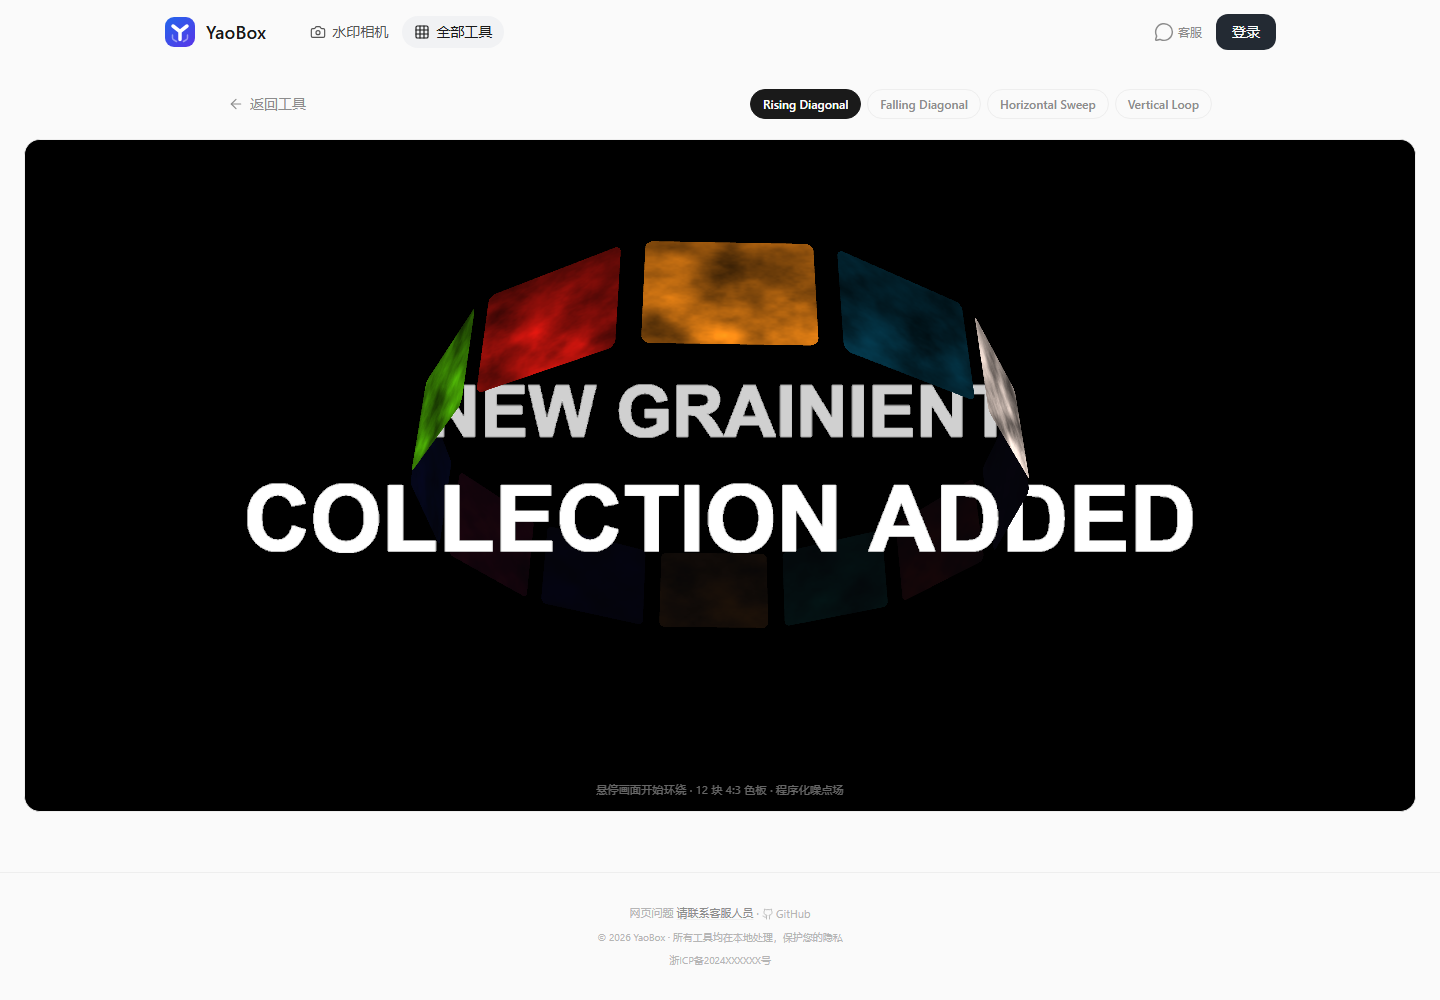 YaoBox
水印相机
全部工具
客服
登录
返回工具
Rising Diagonal
Falling Diagonal
Horizontal Sweep
Vertical Loop
NEW GRAINIENT
COLLECTION ADDED
悬停画面开始环绕 · 12 块 4:3 色板 · 程序化噪点场
网页问题 请联系客服人员 · GitHub
© 2026 YaoBox · 所有工具均在本地处理，保护您的隐私
浙ICP备2024XXXXXX号